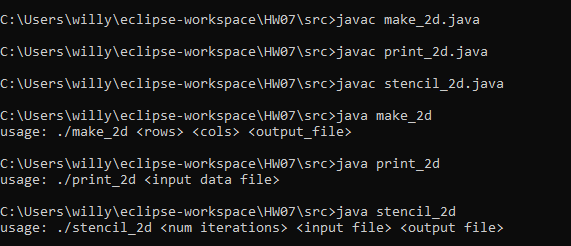 C:\Users\willy\eclipse-workspace\HW07\src>javac make_2d.java
C:\Users\willy\eclipse-workspace\HW07\src>javac print_2d.java
C:\Users\willy\eclipse-workspace\HW07\src>javac stencil_2d.java
C:\Users\willy\eclipse-workspace\HW07\src>java make_2d
usage: ./make_2d <rows> <cols> <output_file>
C:\Users\willy\eclipse-workspace\HW07\src>java print_2d
usage: ./print_2d <input data file>
C:\Users\willy\eclipse-workspace\HW07\src>java stencil_2d
usage: ./stencil_2d <num iterations> <input file> <output file>